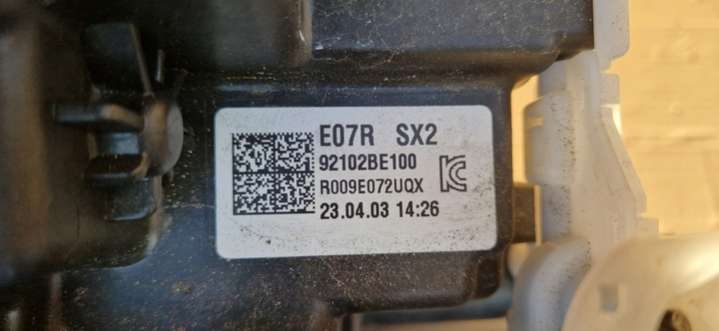 E07R SX2
92102BE100
R009E072UQX
23.04.03 14:26